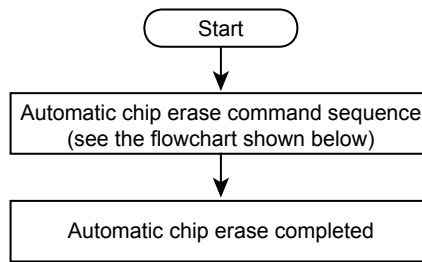 Start
Automatic chip erase command sequence
(see the flowchart shown below)
Automatic chip erase completed